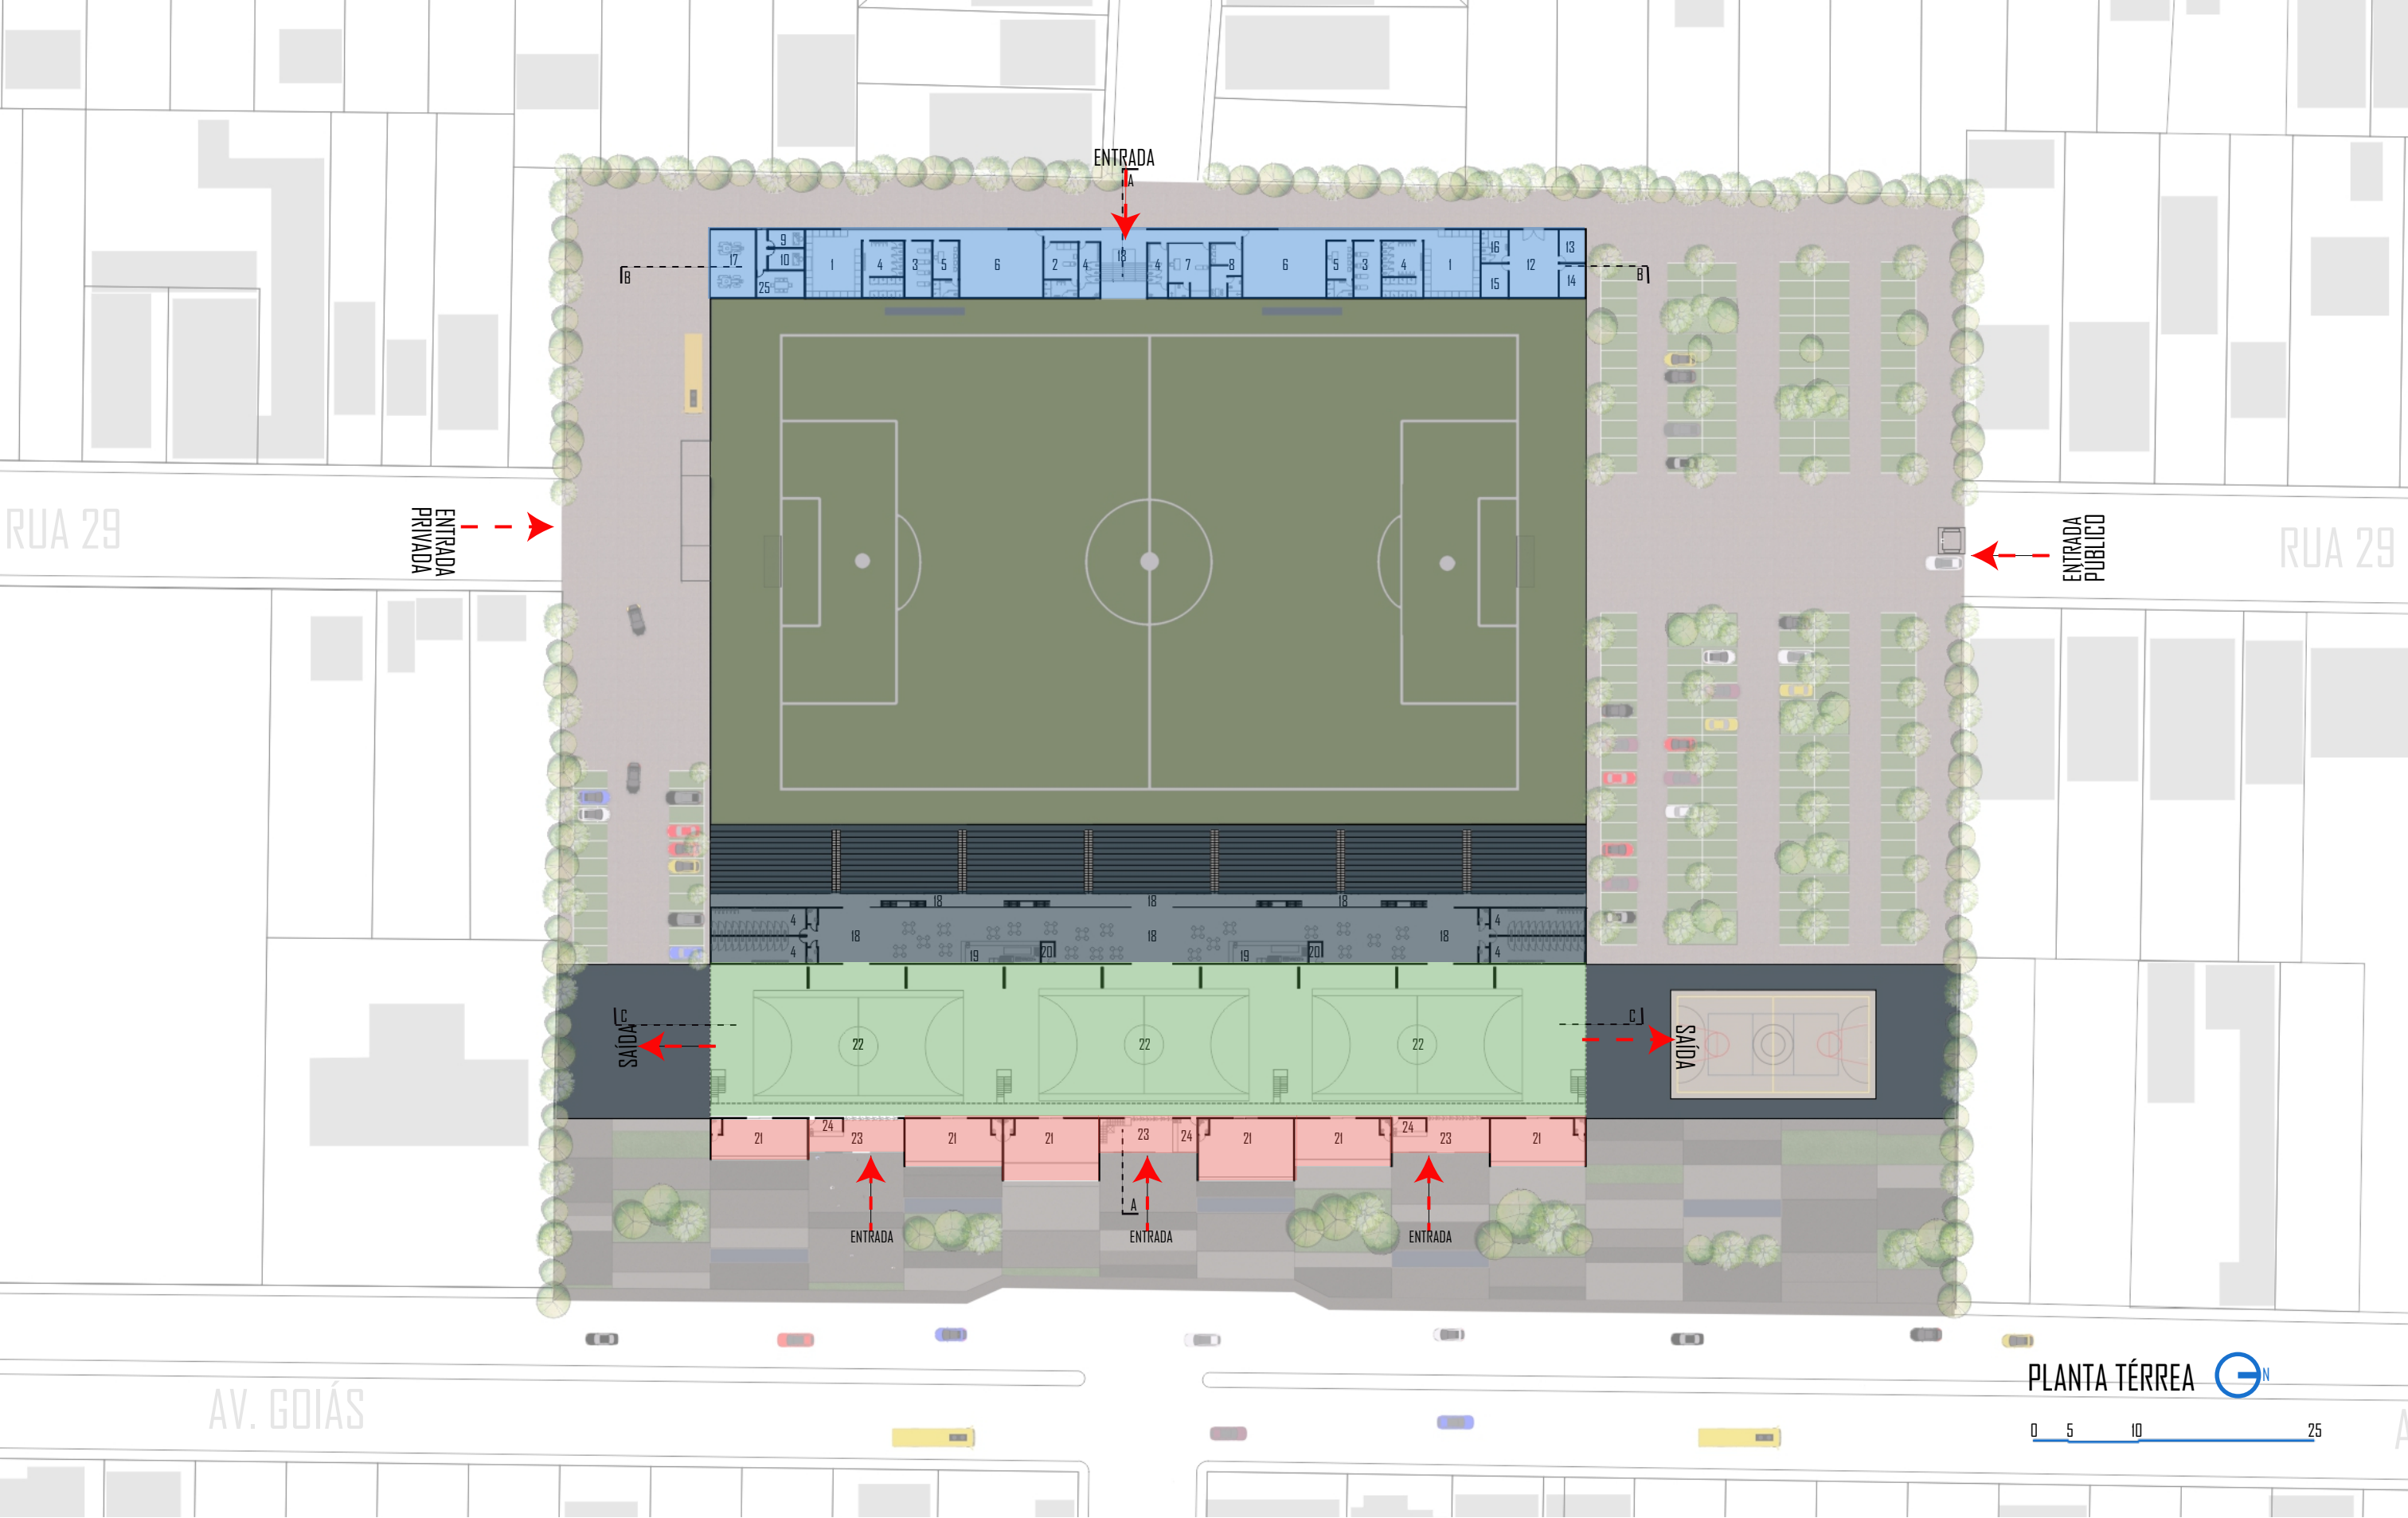 ENTRADA
A
17
9
10
25
1
4
3
5
6
2
4
18
4
7
8
6
5
3
4
1
16
15
12
13
14
B
B
RUA 29
ENTRADA
PRIVADA
ENTRADA
PÚBLICO
RUA 29
18
18
18
4
4
18
18
18
4
4
19
20
19
20
C
SAÍDA
22
22
22
C
SAÍDA
21
24
23
21
21
23
24
21
21
24
23
21
A
ENTRADA
ENTRADA
ENTRADA
PLANTA TÉRREA
N
AV. GOIÁS
0 5 10 25
A